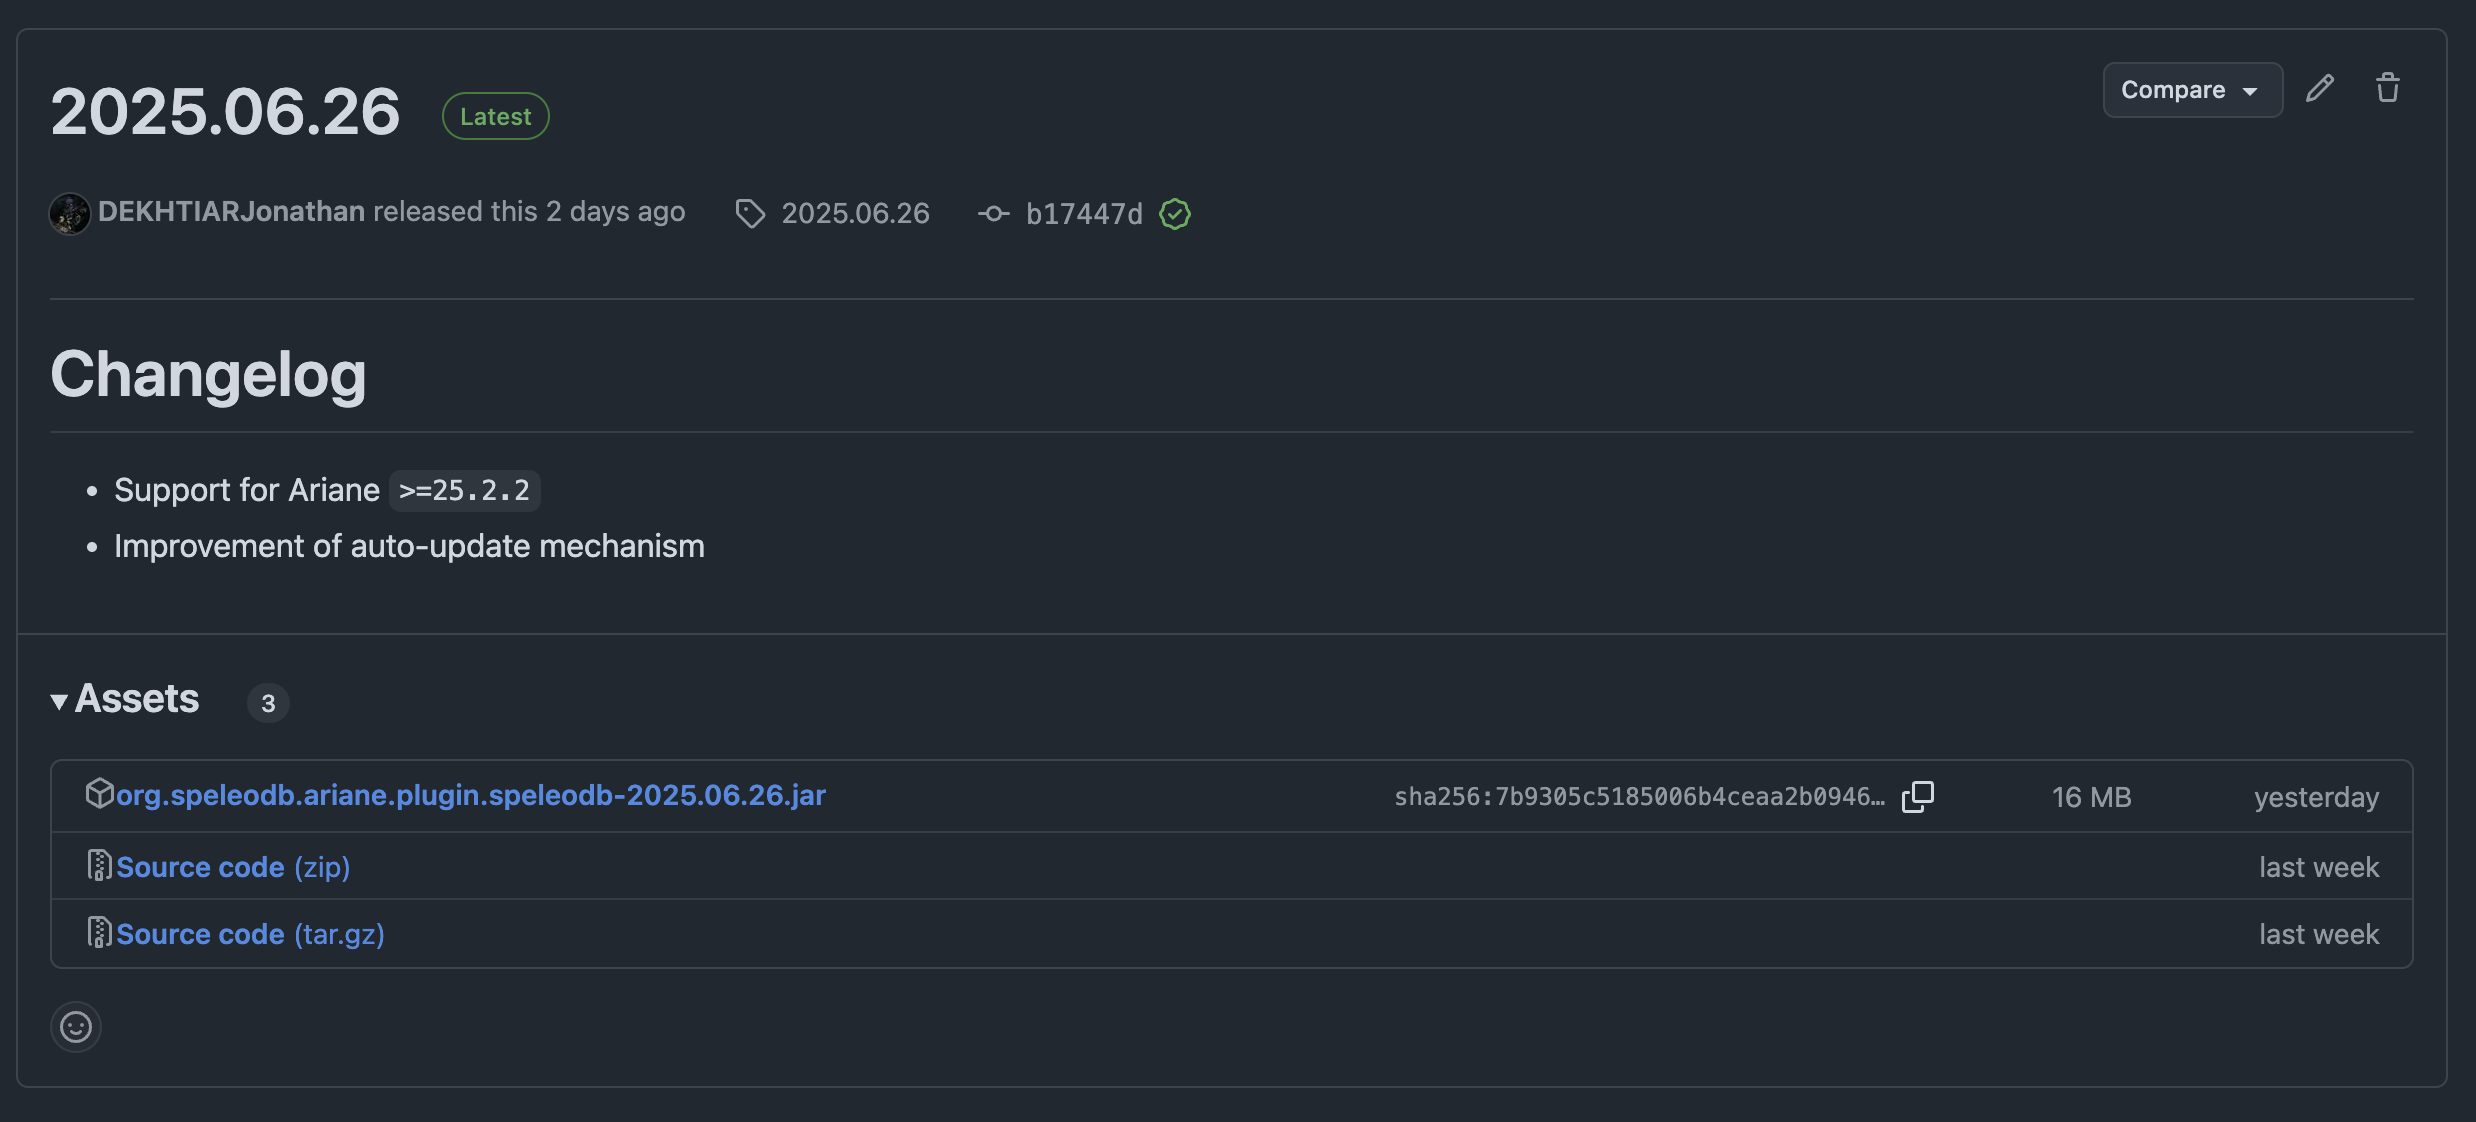 2025.06.26 Latest Compare
DEKHTIARJonathan released this 2 days ago 2025.06.26 b17447d
Changelog
• Support for Ariane >=25.2.2
• Improvement of auto-update mechanism
Assets 3
org.speleodb.ariane.plugin.speleodb-2025.06.26.jar sha256:7b9305c5185006b4ceaa2b0946… 16 MB yesterday
Source code (zip) last week
Source code (tar.gz) last week